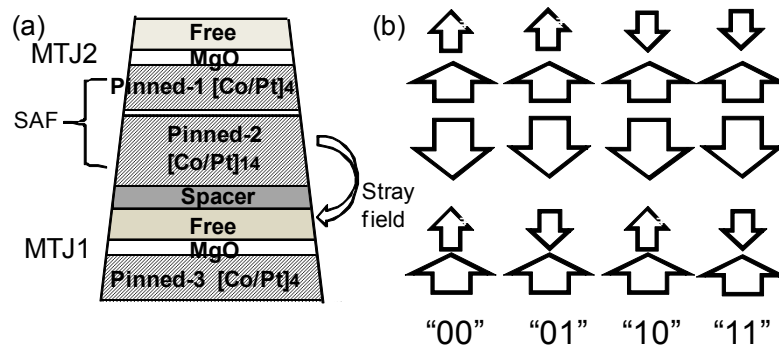 (a)
Free
MTJ2
MgO
Pinned-1 [Co/Pt]4
SAF
Pinned-2
[Co/Pt]14
Spacer
Stray
field
Free
MTJ1
MgO
Pinned-3 [Co/Pt]4
(b)
“00” “01” “10” “11”